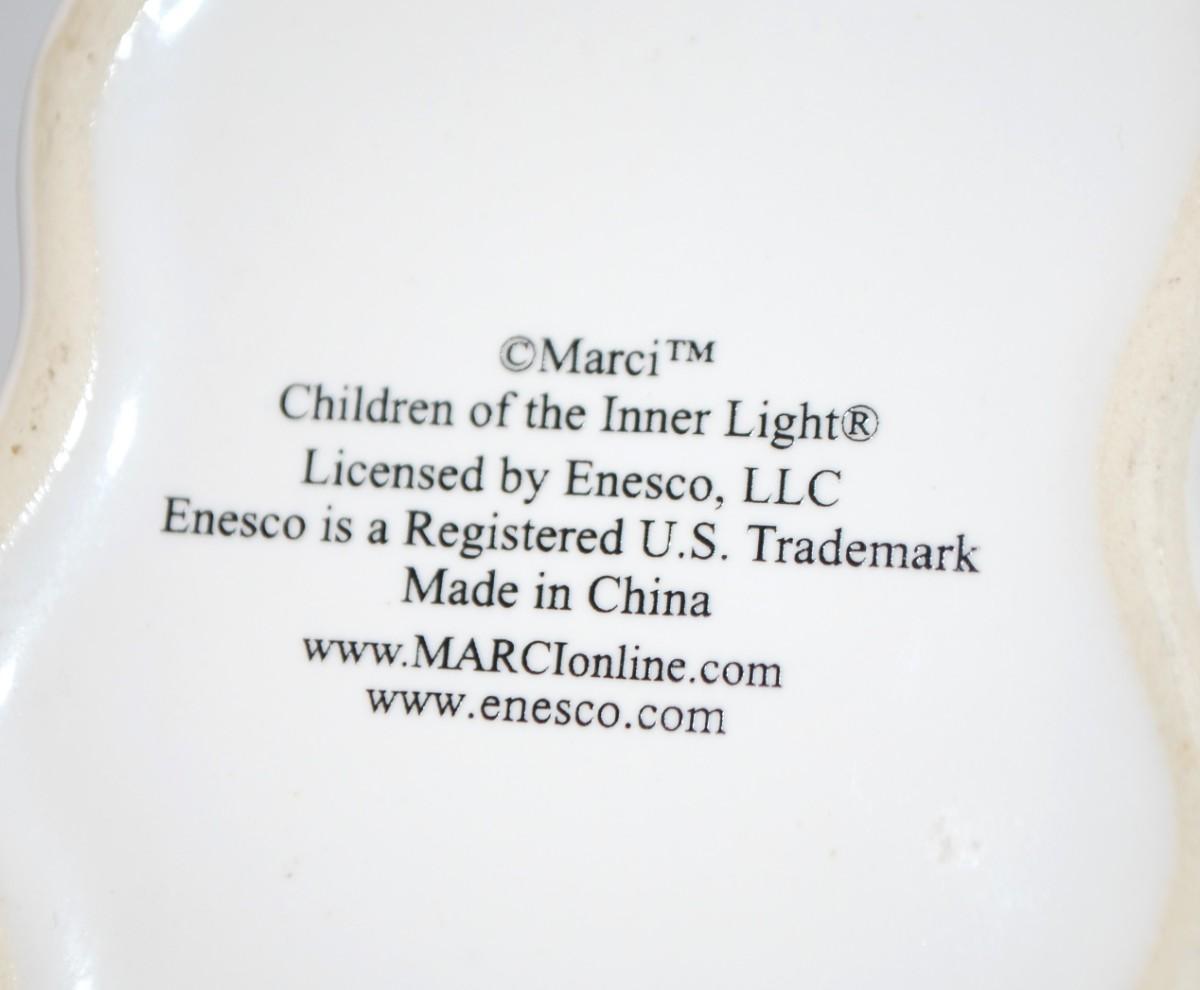 ©Marci™
Children of the Inner Light®
Licensed by Enesco, LLC
Enesco is a Registered U.S. Trademark
Made in China
www.MARCIonline.com
www.enesco.com